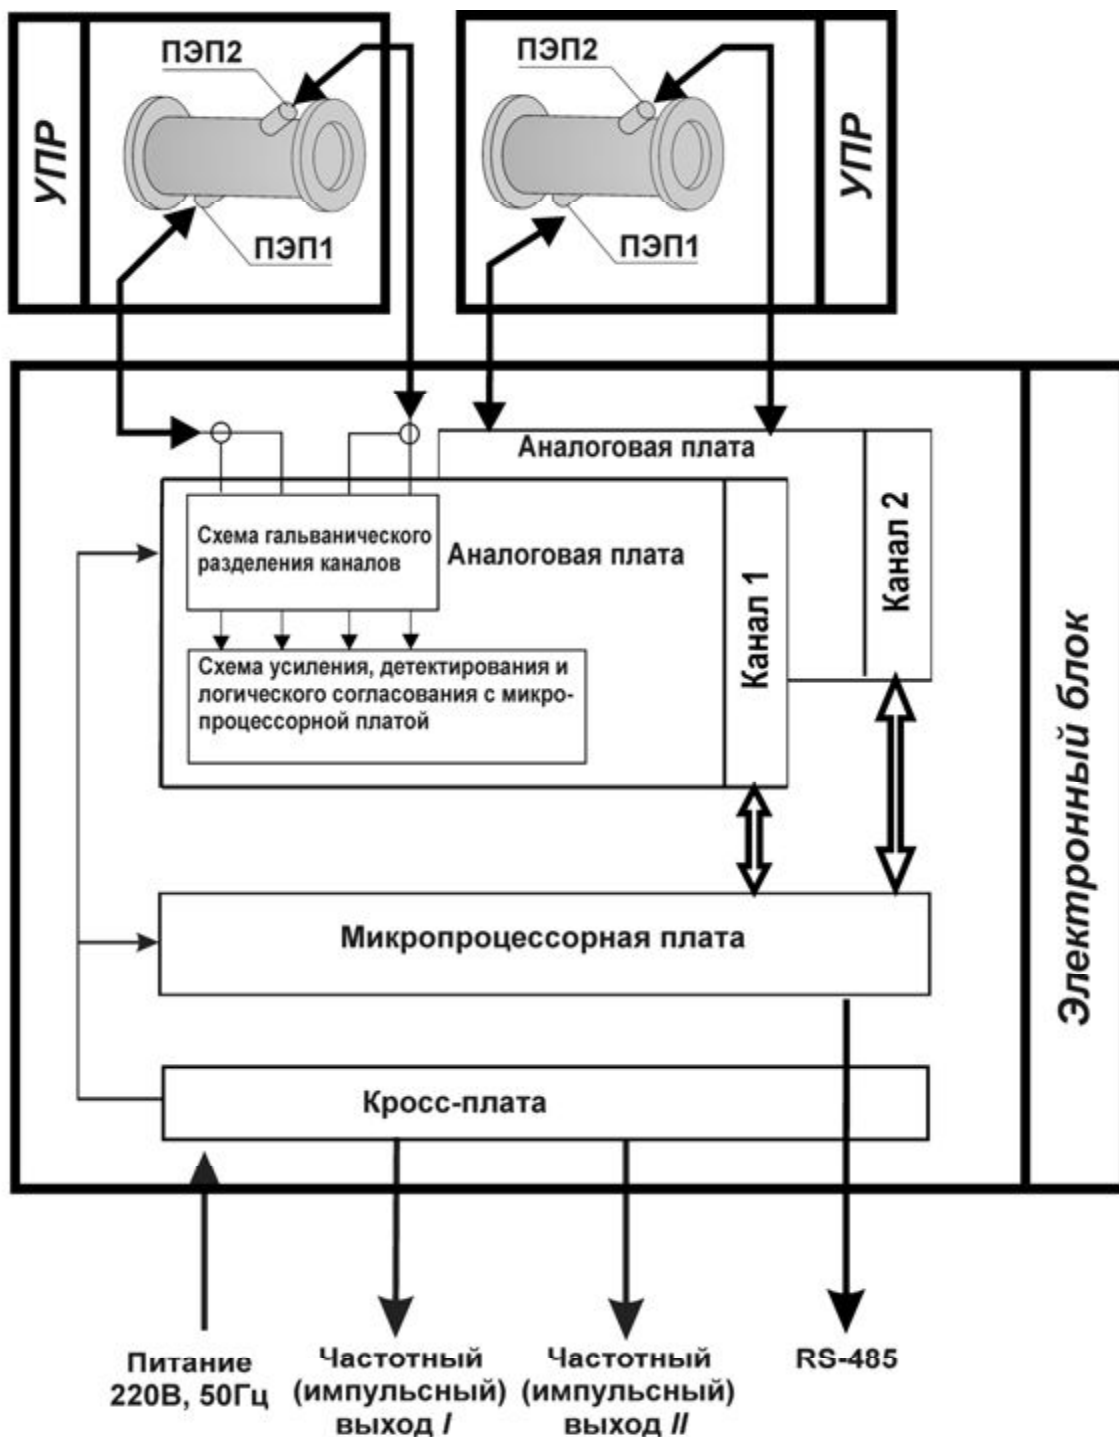 УПР
ПЭП2
ПЭП1
ПЭП2
ПЭП1
УПР
Аналоговая плата
Канал 2
Схема гальванического
разделения каналов
Аналоговая плата
Канал 1
Схема усиления, детектирования и
логического согласования с микро-
процессорной платой
Электронный блок
Микропроцессорная плата
Кросс-плата
Питание
220В, 50Гц
Частотный
(импульсный)
выход I
Частотный
(импульсный)
выход II
RS-485